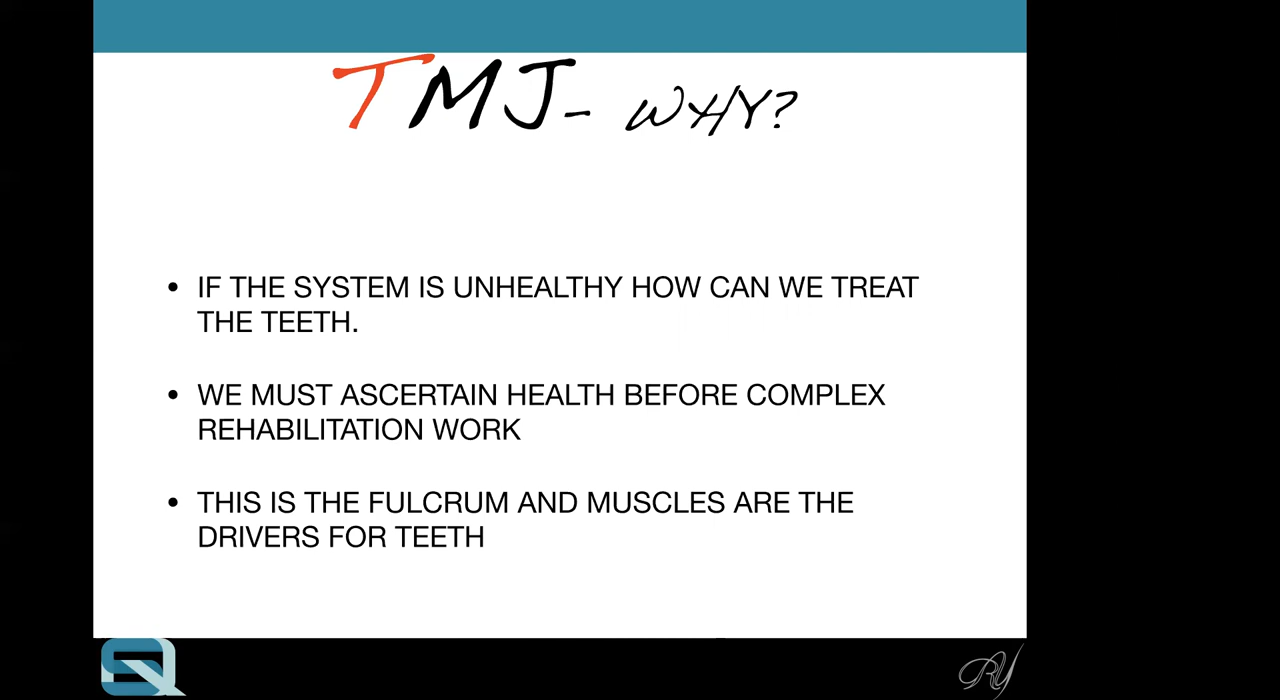 TMJ- WHY?
• IF THE SYSTEM IS UNHEALTHY HOW CAN WE TREAT
THE TEETH.
• WE MUST ASCERTAIN HEALTH BEFORE COMPLEX
REHABILITATION WORK
• THIS IS THE FULCRUM AND MUSCLES ARE THE
DRIVERS FOR TEETH
RY